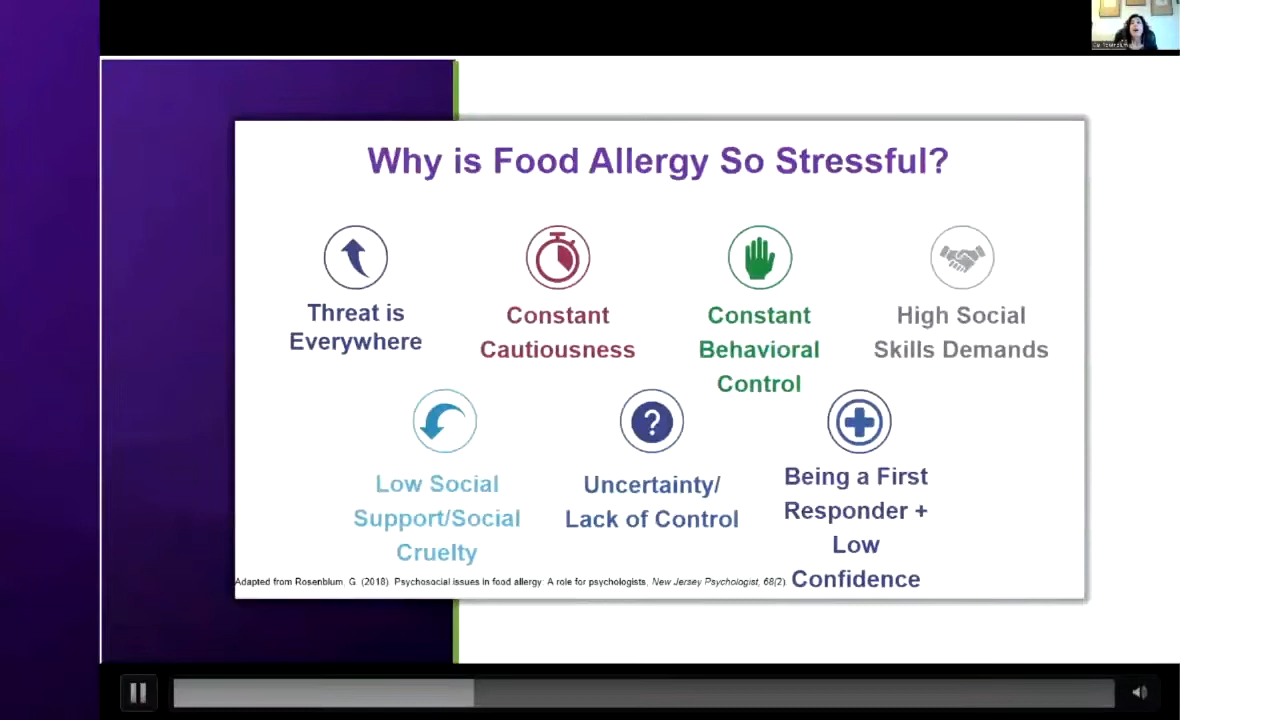 Why is Food Allergy So Stressful?
Threat is
Everywhere
Constant
Cautiousness
Constant
Behavioral
Control
High Social
Skills Demands
Low Social
Support/Social
Cruelty
?
Uncertainty/
Lack of Control
Being a First
Responder +
Low
Confidence
Adapted from Rosenblum, G. (2018). Psychosocial issues in food allergy: A role for psychologists, New Jersey Psychologist, 68(2).